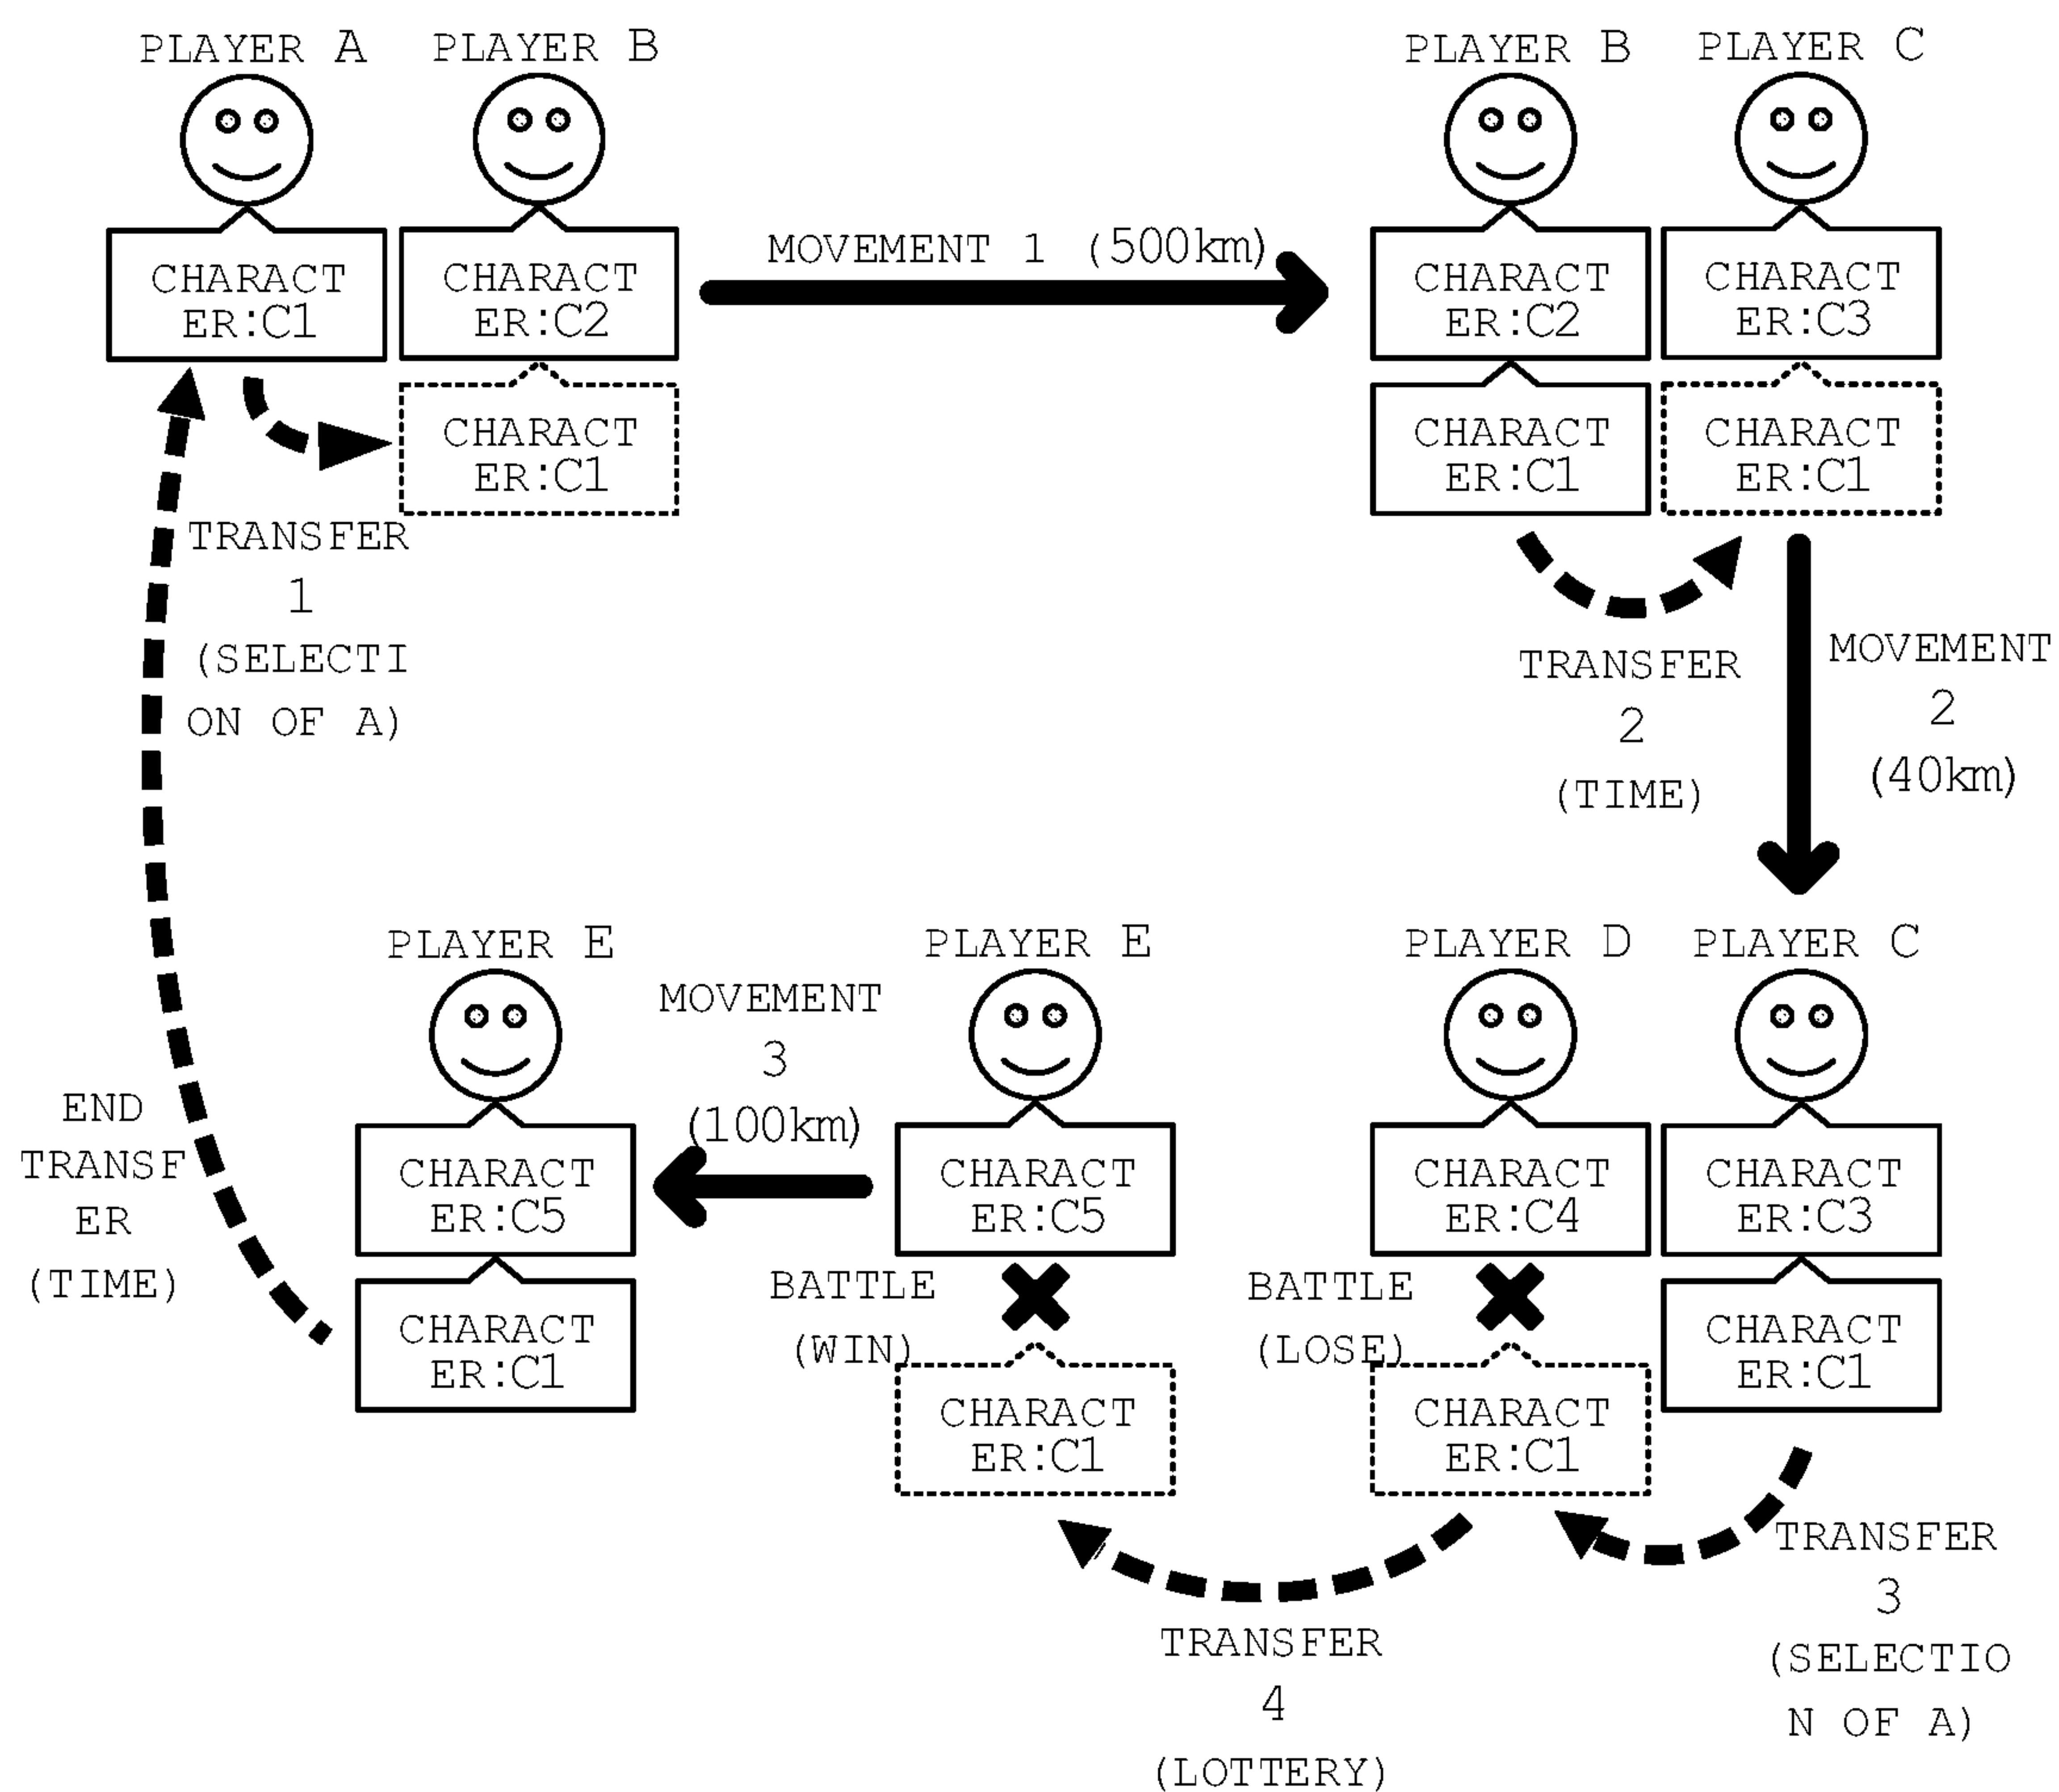 PLAYER A
PLAYER B
PLAYER B
PLAYER C
CHARACT
ER:C1
CHARACT
ER:C2
MOVEMENT 1 (500km)
CHARACT
ER:C2
CHARACT
ER:C3
CHARACT
ER:C1
CHARACT
ER:C1
CHARACT
ER:C1
TRANSFER
1
(SELECTI
ON OF A)
TRANSFER
2
(TIME)
MOVEMENT
2
(40km)
PLAYER E
PLAYER E
PLAYER D
PLAYER C
MOVEMENT
3
(100km)
END
TRANSF
ER
(TIME)
CHARACT
ER:C5
CHARACT
ER:C5
CHARACT
ER:C4
CHARACT
ER:C3
BATTLE
(WIN)
BATTLE
(LOSE)
CHARACT
ER:C1
CHARACT
ER:C1
CHARACT
ER:C1
CHARACT
ER:C1
TRANSFER
3
(SELECTIO
N OF A)
TRANSFER
4
(LOTTERY)